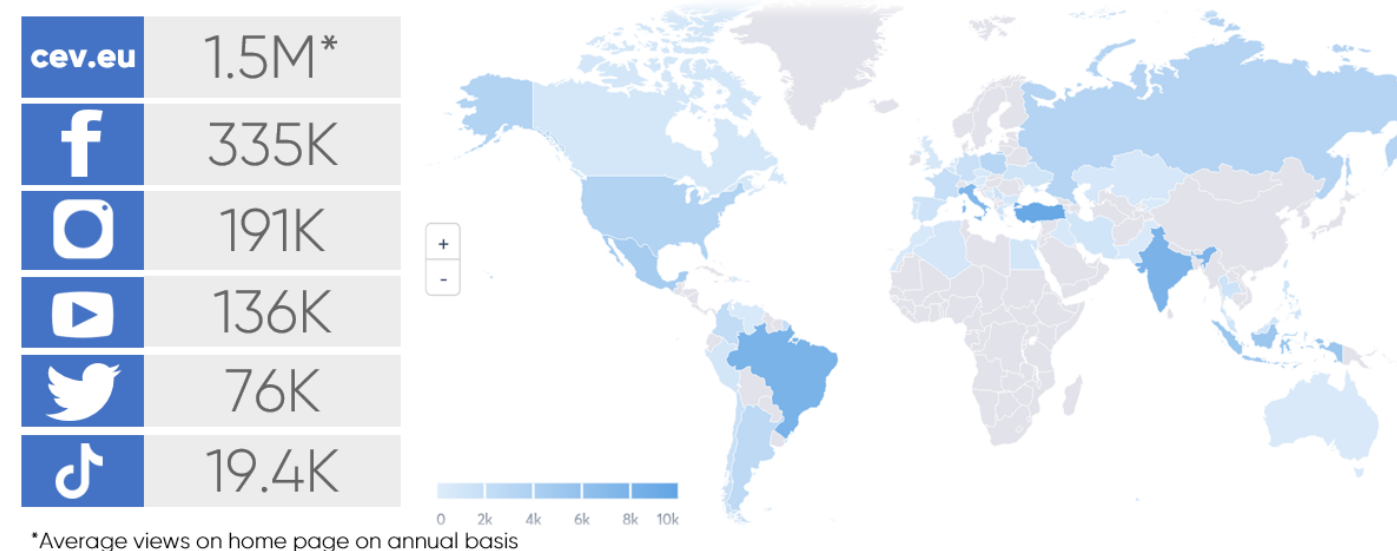 cev.eu 1.5M*
335K
191K
136K
76K
19.4K
*Average views on home page on annual basis
+
-
0 2k 4k 6k 8k 10k